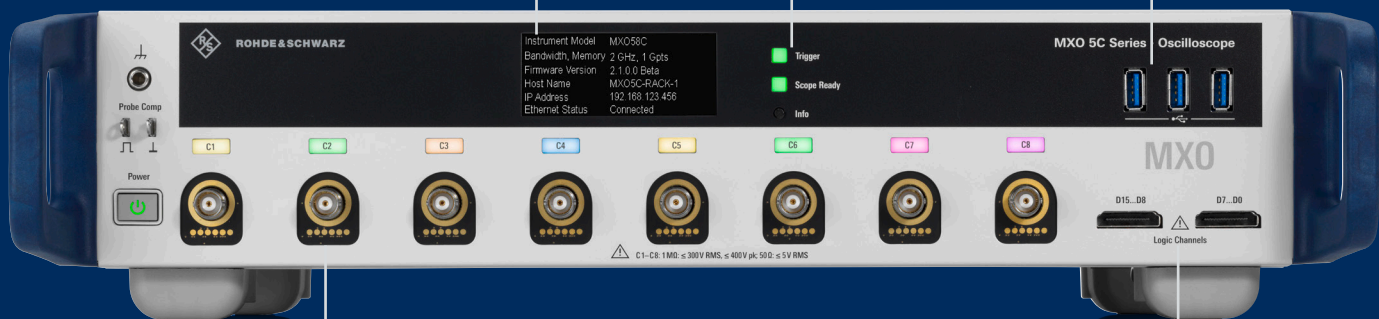 R&S
ROHDE&SCHWARZ
Instrument Model MXO58C
Bandwidth, Memory 2 GHz, 1 Gpts
Firmware Version 2.1.0.0 Beta
Host Name MXO5C-RACK-1
IP Address 192.168.123.456
Ethernet Status Connected
Trigger
Scope Ready
Info
MXO 5C Series Oscilloscope
Probe Comp
Power
C1 C2 C3 C4 C5 C6 C7 C8
MXO
D15...D8 D7...D0
Logic Channels
C1–C8: 1 MΩ: ≤ 300 V RMS, ≤ 400 V pk; 50 Ω: ≤ 5 V RMS